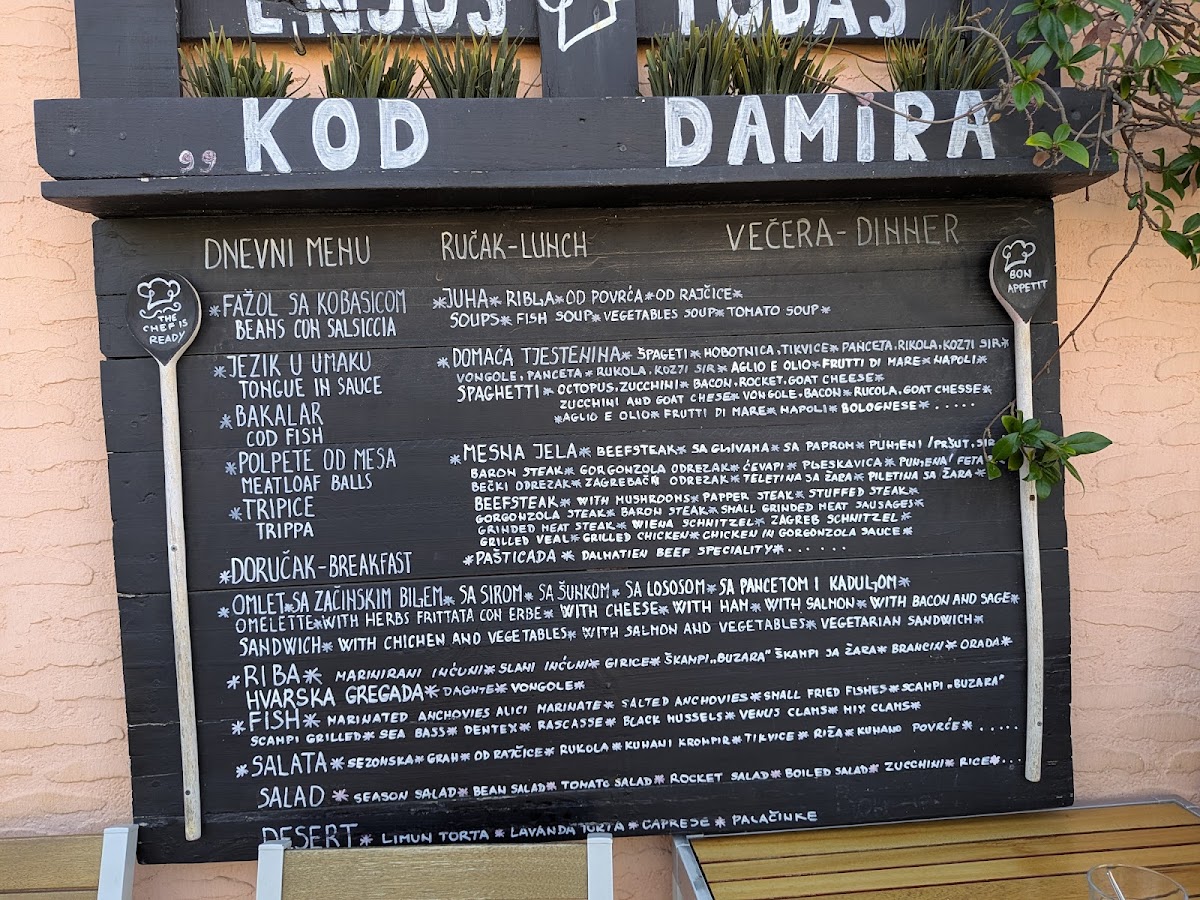 ENJOY TODAY'S
,, KOD DAMIRA
DNEVNI MENU
RUČAK-LUNCH
VEČERA-DINNER
THE
CHEF IS
READY
BON
APPETIT
*FAŽOL SA KOBASICOM
BEANS CON SALSICCIA
*JEZIK U UMAKU
TONGUE IN SAUCE
*BAKALAR
COD FISH
*POLPETE OD MESA
MEATLOAF BALLS
*TRIPICE
TRIPPA
*JUHA* RIBLA*OD POVRĆA*OD RAJČICE*
SOUPS* FISH SOUP* VEGETABLES SOUP* TOMATO SOUP*
*DOMAĆA TJESTENINA* ŠPAGETI* HOBOTNICA, TIKVICE* PANCETA, RIKOLA, KOZJI SIR*
VONGOLE, PANCETA* RUKOLA, KOZJI SIR* AGLIO E OLIO* FRUTTI DI MARE* NAPOLI*
SPAGHETTI* OCTOPUS, ZUCCHINI* BACON, ROCKET, GOAT CHEESE*
ZUCCHINI AND GOAT CHESE* VONGOLE, BACON* RUCOLA, GOAT CHESSE*
*AGLIO E OLIO* FRUTTI DI MARE* NAPOLI* BOLOGNESE* .....
*MESNA JELA* BEEFSTEAK* SA GLIVAMA* SA PAPROM* PUNJENI/PRŠUT, SIR
BARON STEAK* GORGONZOLA ODREZAK* ĆEVAPI* PLJESKAVICA* PUNJENA/FETA
BEČKI ODREZAK* ZAGREBAČKI ODREZAK* TELETINA SA ŽARA* PILETINA SA ŽARA*
BEEFSTEAK* WITH MUSHROOMS* PAPPER STEAK* STUFFED STEAK*
GORGONZOLA STEAK* BARON STEAK* SMALL GRINDED MEAT SAUSAGES*
GRINDED MEAT STEAK* WIENA SCHNITZEL* ZAGREB SCHNITZEL*
GRILLED VEAL* GRILLED CHICKEN* CHICKEN IN GORGONZOLA SAUCE*
*PAŠTICADA* DALMATIEN BEEF SPECIALITY*......
*DORUČAK-BREAKFAST
*OMLET*SA ZAČINSKIM BILJEM* SA SIROM* SA ŠUNKOM* SA LOSOSOM* SA PANCETOM I KADULJOM*
OMELETTE*WITH HERBS FRITTATA CON ERBE* WITH CHEESE* WITH HAM* WITH SALMON* WITH BACON AND SAGE*
SANDWICH* WITH CHICHEN AND VEGETABLES* WITH SALMON AND VEGETABLES* VEGETARIAN SANDWICH*
*RIBA* MARINIRANI INĆUNI* SLANI INĆUNI* GIRICE* ŠKAMPI „BUZARA" ŠKAMPI SA ŽARA* BRANCIN* ORADA*
HVARSKA GREGADA* DAGNJE* VONGOLE*
*FISH* MARINATED ANCHOVIES ALICI MARINATE* SALTED ANCHOVIES* SMALL FRIED FISHES* SCAMPI „BUZARA"
SCAMPI GRILLED* SEA BASS* DENTEX* RASCASSE* BLACK MUSSELS* VENUS CLAMS* MIX CLAMS*
*SALATA* SEZONSKA* GRAH* OD RAJČICE* RUKOLA* KUHANI KROMPIR* TIKVICE* RIŽA* KUHANO POVRĆE* .....
SALAD* SEASON SALAD* BEAN SALAD* TOMATO SALAD* ROCKET SALAD* BOILED SALAD* ZUCCHINI* RICE*...
DESERT* LIMUN TORTA* LAVANDA TORTA* CAPRESE* PALAČINKE